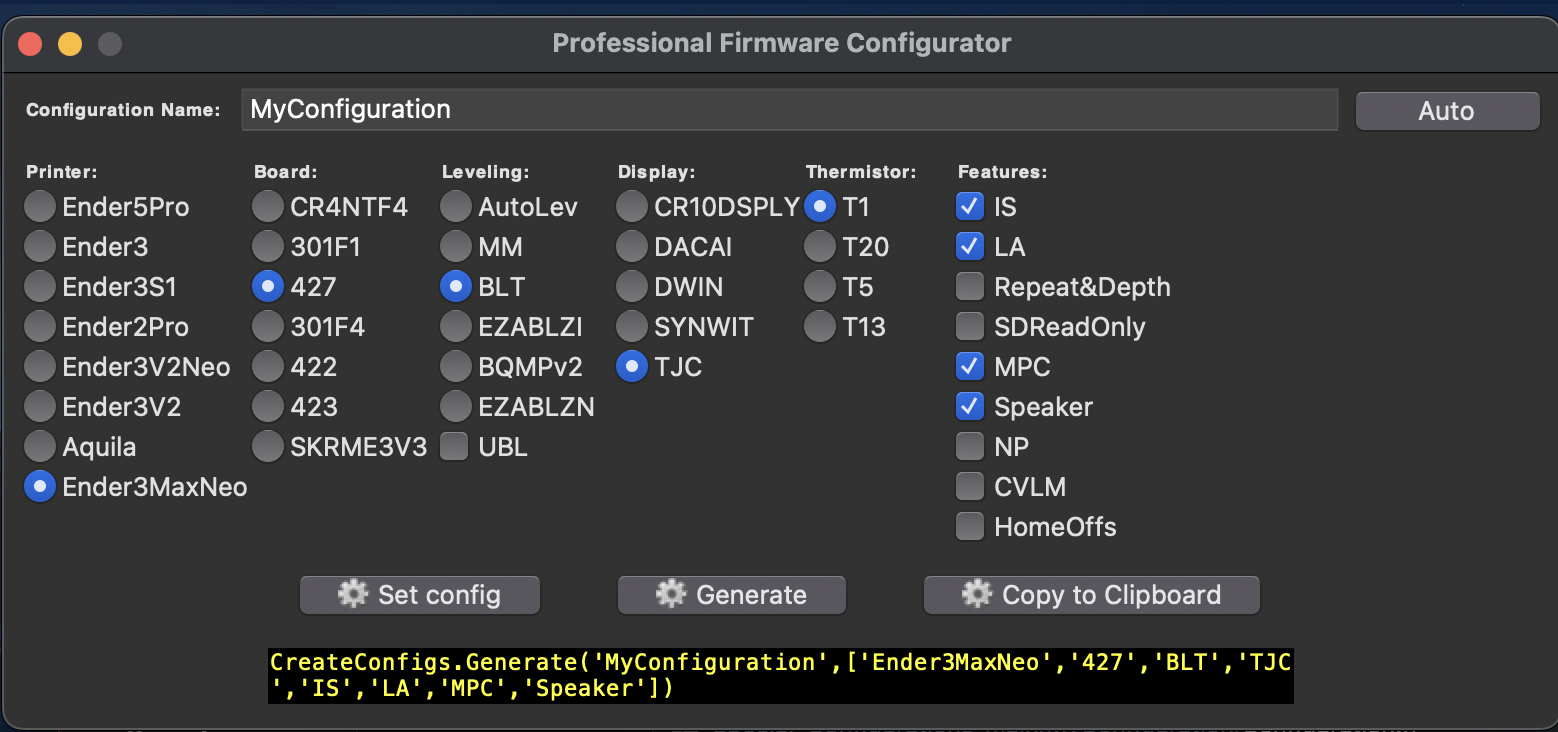 Professional Firmware Configurator
Configuration Name: MyConfiguration Auto
Printer: Board: Leveling: Display: Thermistor: Features:
Ender5Pro CR4NTF4 AutoLev CR10DSPLY T1 IS
Ender3 301F1 MM DACAI T20 LA
Ender3S1 427 BLT DWIN T5 Repeat&Depth
Ender2Pro 301F4 EZABLZI SYNWIT T13 SDReadOnly
Ender3V2Neo 422 BQMPv2 TJC MPC
Ender3V2 423 EZABLZN Speaker
Aquila SKRME3V3 UBL NP
Ender3MaxNeo CVLM
HomeOffs
Set config Generate Copy to Clipboard
CreateConfigs.Generate('MyConfiguration',['Ender3MaxNeo','427','BLT','TJC
','IS','LA','MPC','Speaker'])